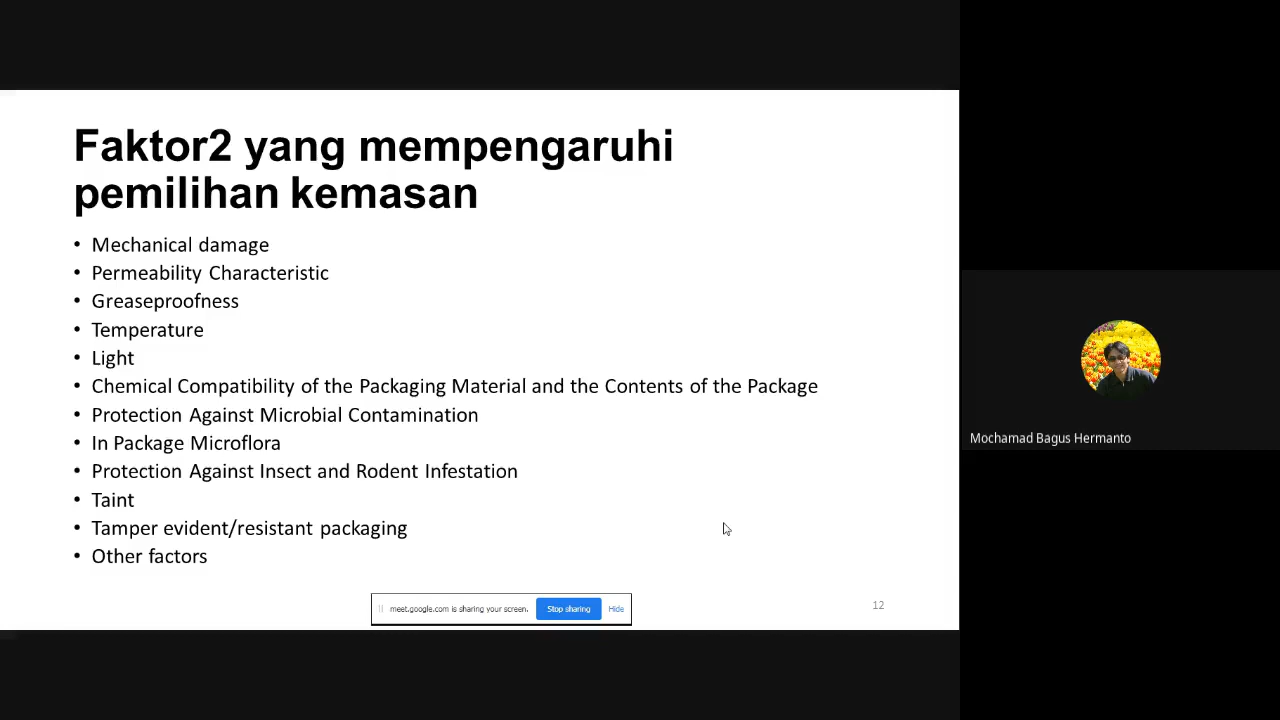 Faktor2 yang mempengaruhi
pemilihan kemasan
• Mechanical damage
• Permeability Characteristic
• Greaseproofness
• Temperature
• Light
• Chemical Compatibility of the Packaging Material and the Contents of the Package
• Protection Against Microbial Contamination
• In Package Microflora
• Protection Against Insect and Rodent Infestation
• Taint
• Tamper evident/resistant packaging
• Other factors
meet.google.com is sharing your screen. Stop sharing Hide
12
Mochamad Bagus Hermanto